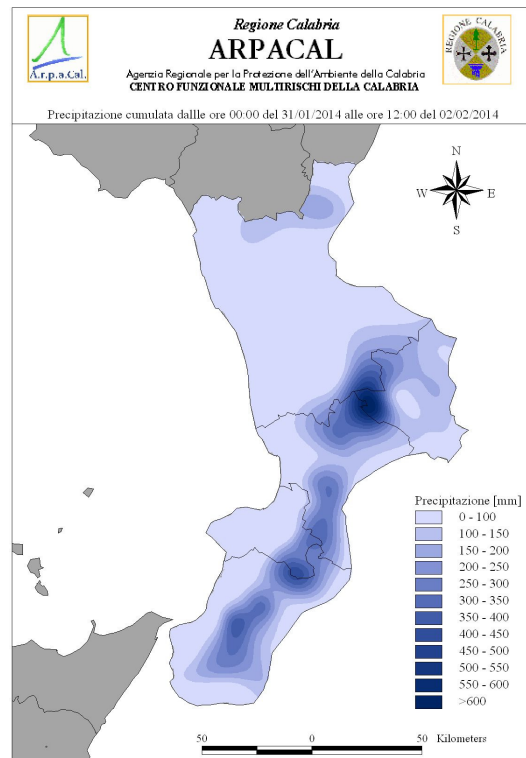 Regione Calabria
ARPACAL
Agenzia Regionale per la Protezione dell'Ambiente della Calabria
CENTRO FUNZIONALE MULTIRISCHI DELLA CALABRIA
A.r.p.a.Cal.
REGIONE CALABRIA
Precipitazione cumulata dallle ore 00:00 del 31/01/2014 alle ore 12:00 del 02/02/2014
N
W E
S
Precipitazione [mm]
0 - 100
100 - 150
150 - 200
200 - 250
250 - 300
300 - 350
350 - 400
400 - 450
450 - 500
500 - 550
550 - 600
>600
50 0 50 Kilometers